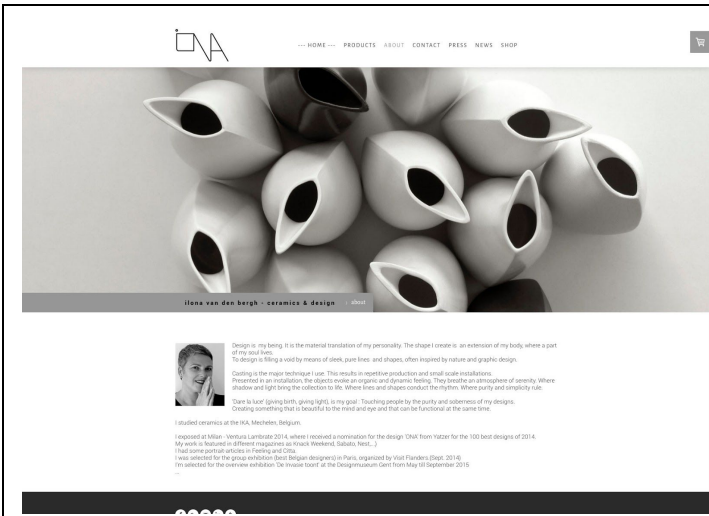 ONA
--- HOME --- PRODUCTS ABOUT CONTACT PRESS NEWS SHOP
ilona van den bergh - ceramics & design : about
Design is my being. It is the material translation of my personality. The shape I create is an extension of my body, where a part
of my soul lives.
To design is filling a void by means of sleek, pure lines and shapes, often inspired by nature and graphic design.
Casting is the major technique I use. This results in repetitive production and small scale installations.
Presented in an installation, the objects evoke an organic and dynamic feeling. They breathe an atmosphere of serenity. Where
shadow and light bring the collection to life. Where lines and shapes conduct the rhythm. Where purity and simplicity rule.
'Dare la luce' (giving birth, giving light), is my goal : Touching people by the purity and soberness of my designs.
Creating something that is beautiful to the mind and eye and that can be functional at the same time.
I studied ceramics at the IKA, Mechelen, Belgium.
I exposed at Milan - Ventura Lambrate 2014, where I received a nomination for the design 'ONA' from Yatzer for the 100 best designs of 2014.
My work is featured in different magazines as Knack Weekend, Sabato, Nest,...)
I had some portrait-articles in Feeling and Citta.
I was selected for the group exhibition (best Belgian designers) in Paris, organized by Visit Flanders.(Sept. 2014)
I'm selected for the overview exhibition 'De invasie toont' at the Designmuseum Gent from May till September 2015
...